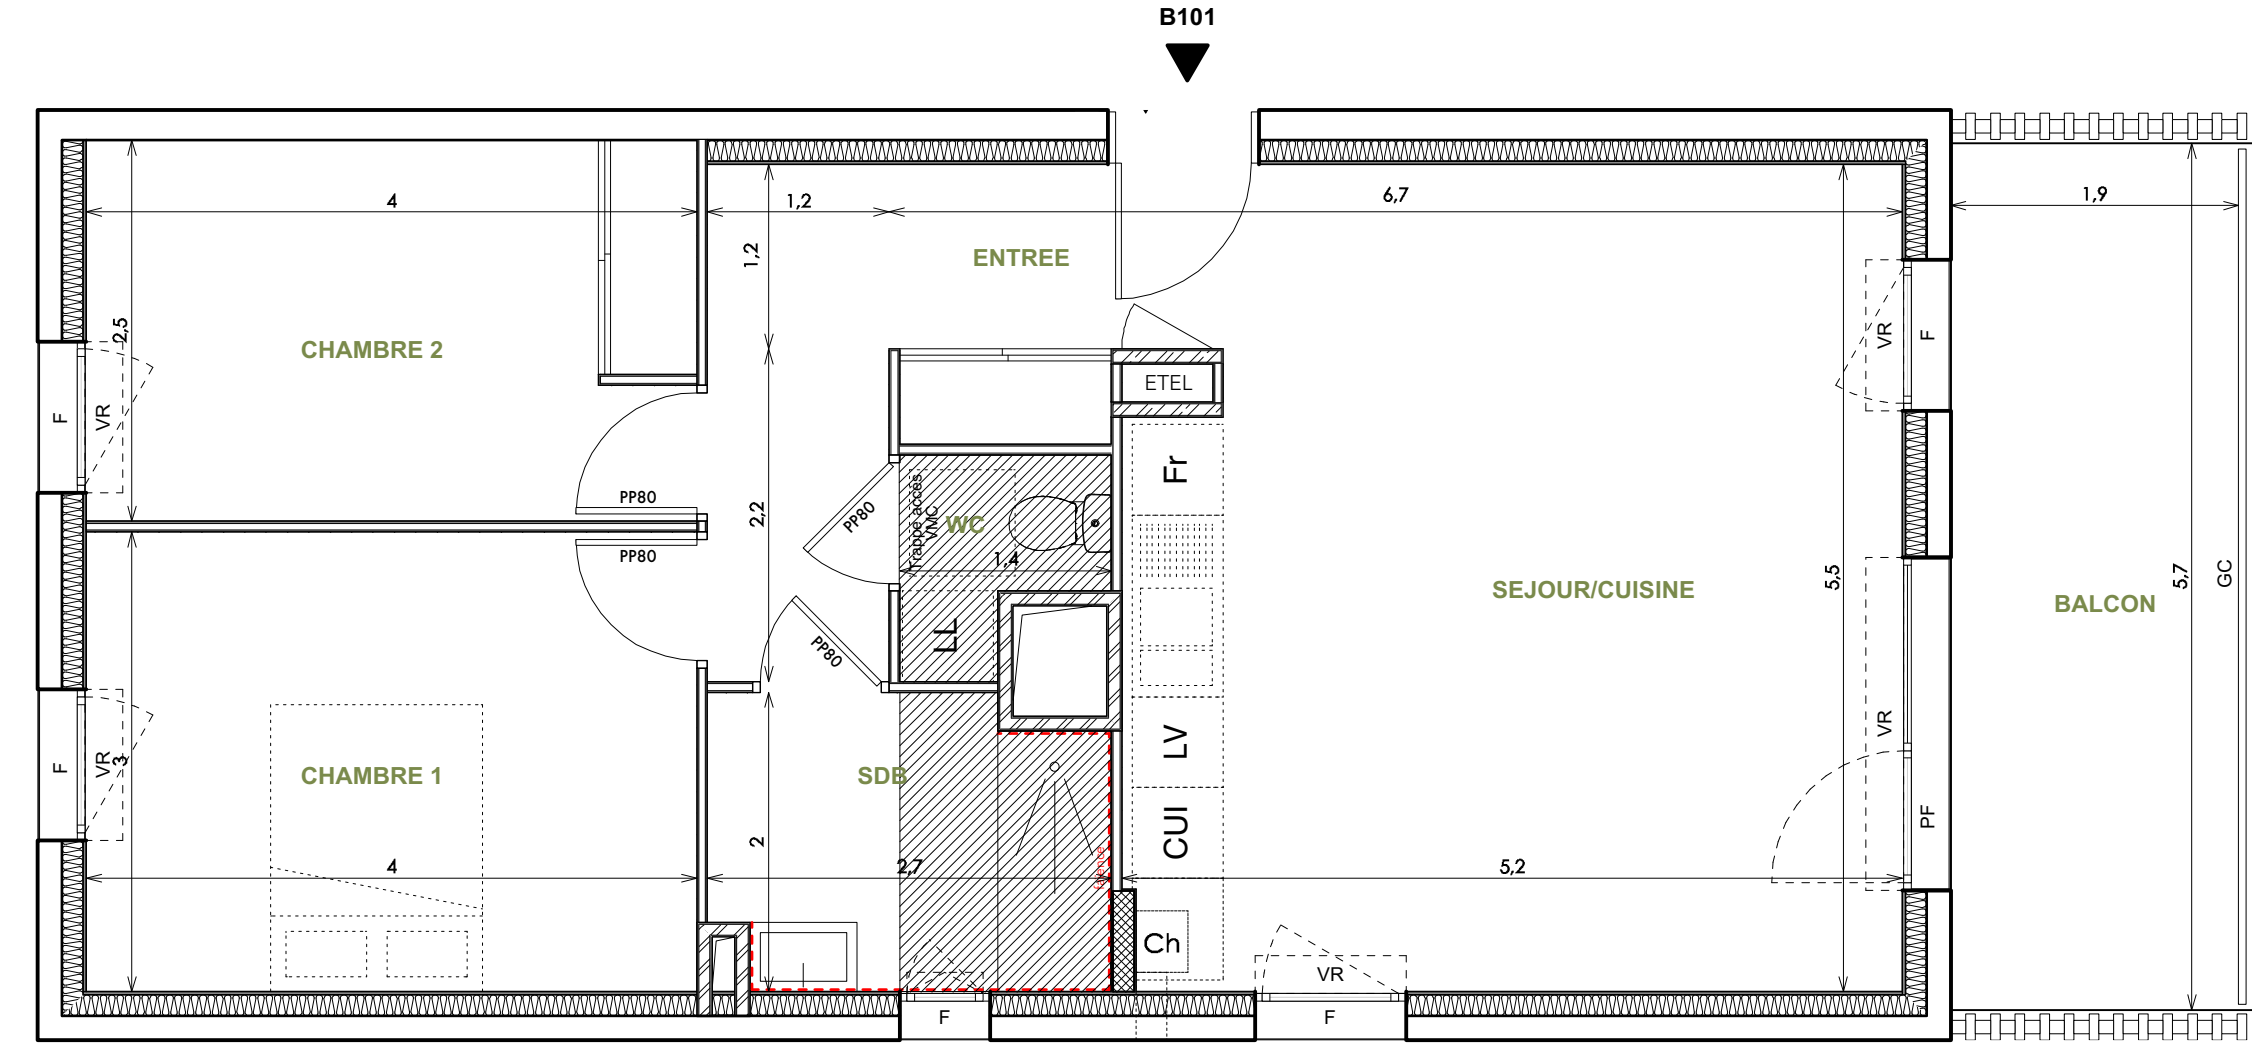 B101
4
1,2
6,7
1,9
1,2
ENTREE
2,5
CHAMBRE 2
VR
F
ETEL
F
VR
Fr
PP80
PP80
Trappe accès
VMC
WC
2,2
1,4
PP80
5,5
5,7
GC
SEJOUR/CUISINE
BALCON
LL
PP80
LV
VR
F
VR
3
CHAMBRE 1
SDB
CUI
PF
2
faïence
4
2,7
5,2
Ch
VR
F
F